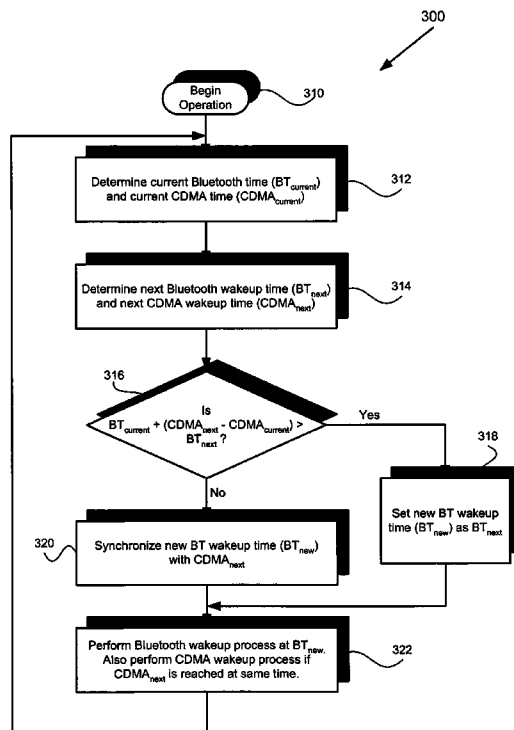 300
Begin
Operation
310
Determine current Bluetooth time (BTcurrent)
and current CDMA time (CDMAcurrent)
312
Determine next Bluetooth wakeup time (BTnext)
and next CDMA wakeup time (CDMAnext)
314
316
Is
BTcurrent + (CDMAnext - CDMAcurrent) >
BTnext ?
Yes
318
Set new BT wakeup
time (BTnew) as BTnext
No
320
Synchronize new BT wakeup time (BTnew)
with CDMAnext
Perform Bluetooth wakeup process at BTnew.
Also perform CDMA wakeup process if
CDMAnext is reached at same time.
322